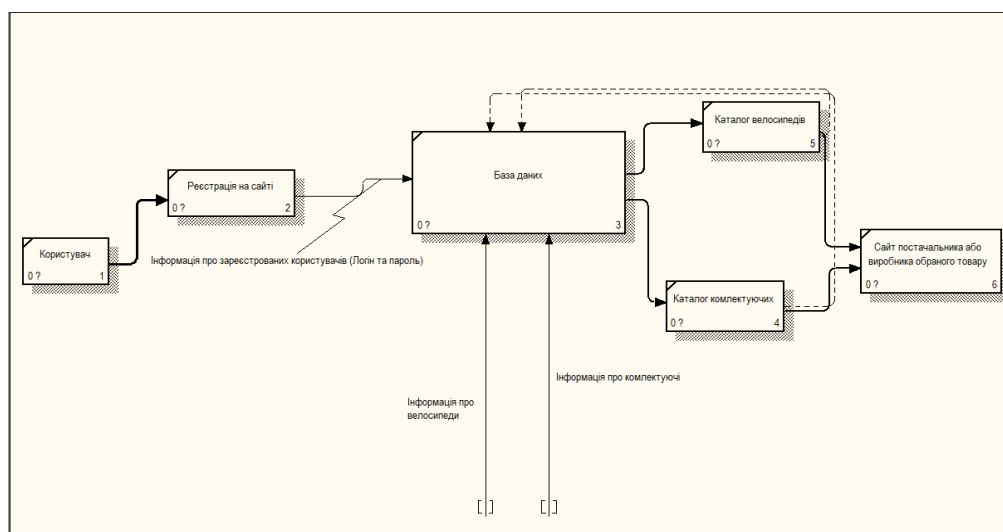 Каталог велосипедів
0 ?
5
База даних
0 ?
3
Реєстрація на сайті
0 ?
2
Користувач
0 ?
1
Інформація про зареєстрованих користувачів (Логін та пароль)
Сайт постачальника або
виробника обраного товару
0 ?
6
Каталог комлектуючих
0 ?
4
Інформація про комлектуючі
Інформація про
велосипеди